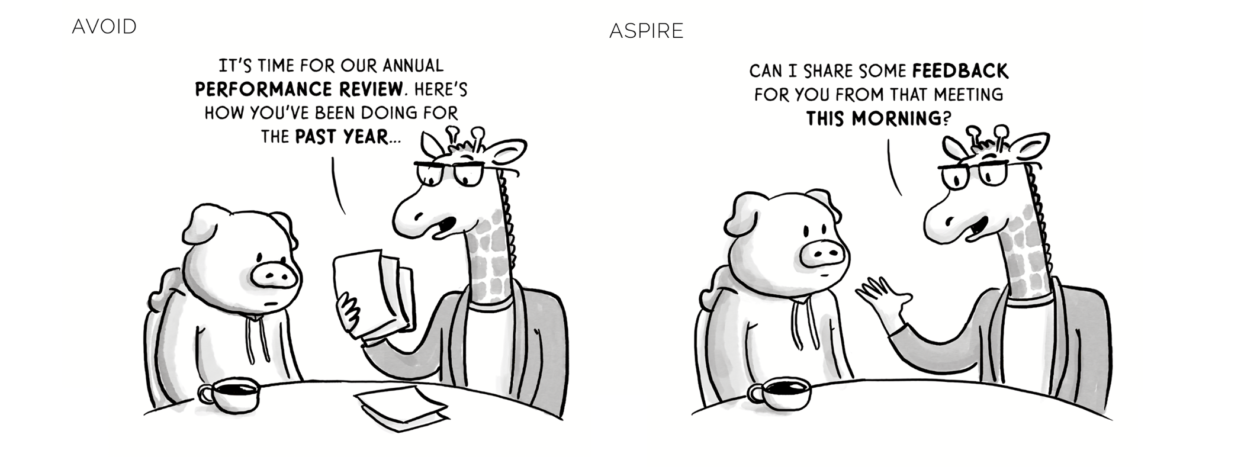 AVOID
IT'S TIME FOR OUR ANNUAL
PERFORMANCE REVIEW. HERE'S
HOW YOU'VE BEEN DOING FOR
THE PAST YEAR...
ASPIRE
CAN I SHARE SOME FEEDBACK
FOR YOU FROM THAT MEETING
THIS MORNING?